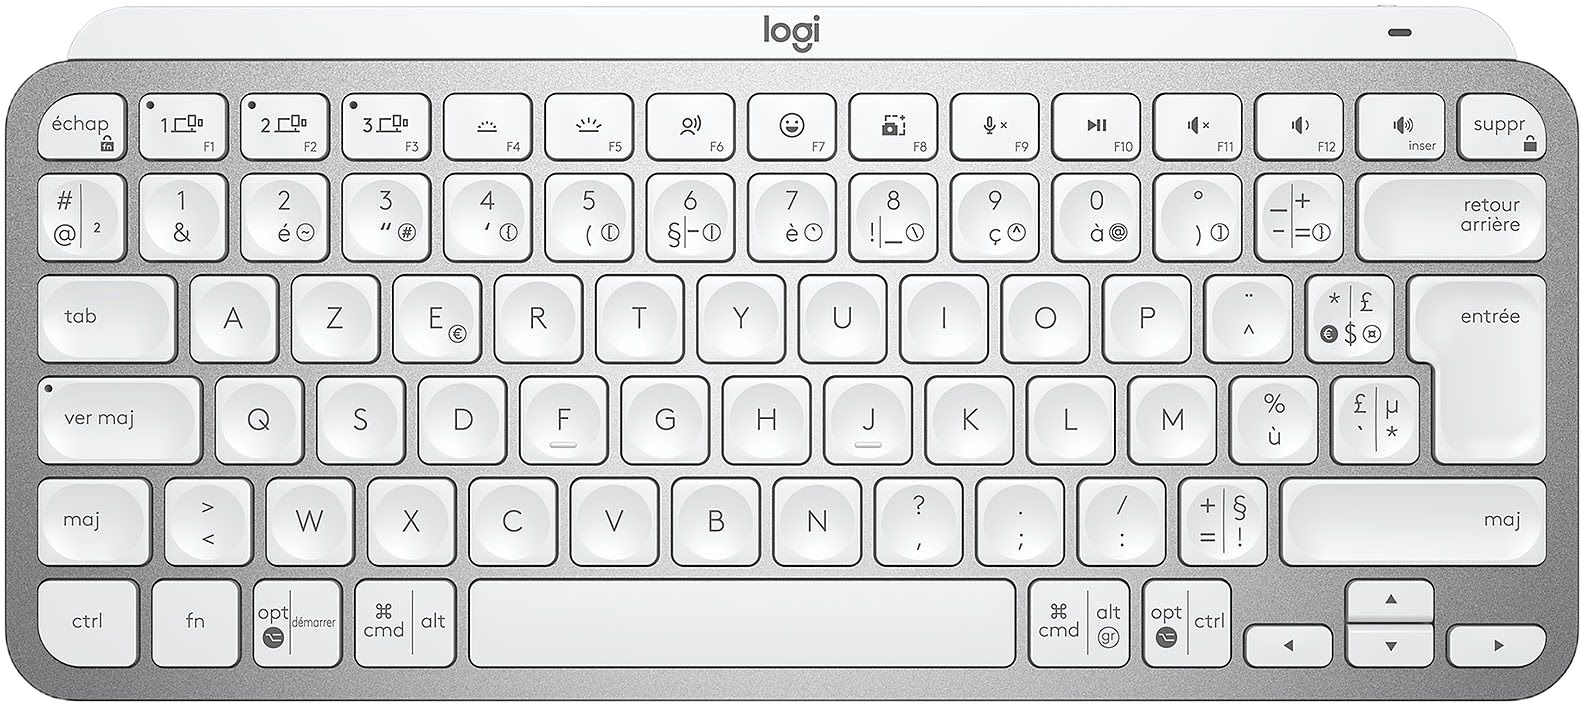 logi
échap fn 1 F1 2 F2 3 F3 F4 F5 F6 F7 F8 F9 F10 F11 F12 inser suppr
# @ 2 1 & 2 é ~ 3 “ # 4 ‘ { 5 ( [ 6 § - | 7 è ` 8 ! _ \ 9 ç ^ 0 à @ ° ) ] _ - + = } retour
arrière
tab A Z E € R T Y U I O P ¨ ^ * € £ $ ¤ entrée
ver maj Q S D F G H J K L M % ù £ ` µ *
maj > < W X C V B N ? , . ; / : + = § ! maj
ctrl fn opt démarrer ⌘ cmd alt ⌘ cmd alt gr opt ctrl